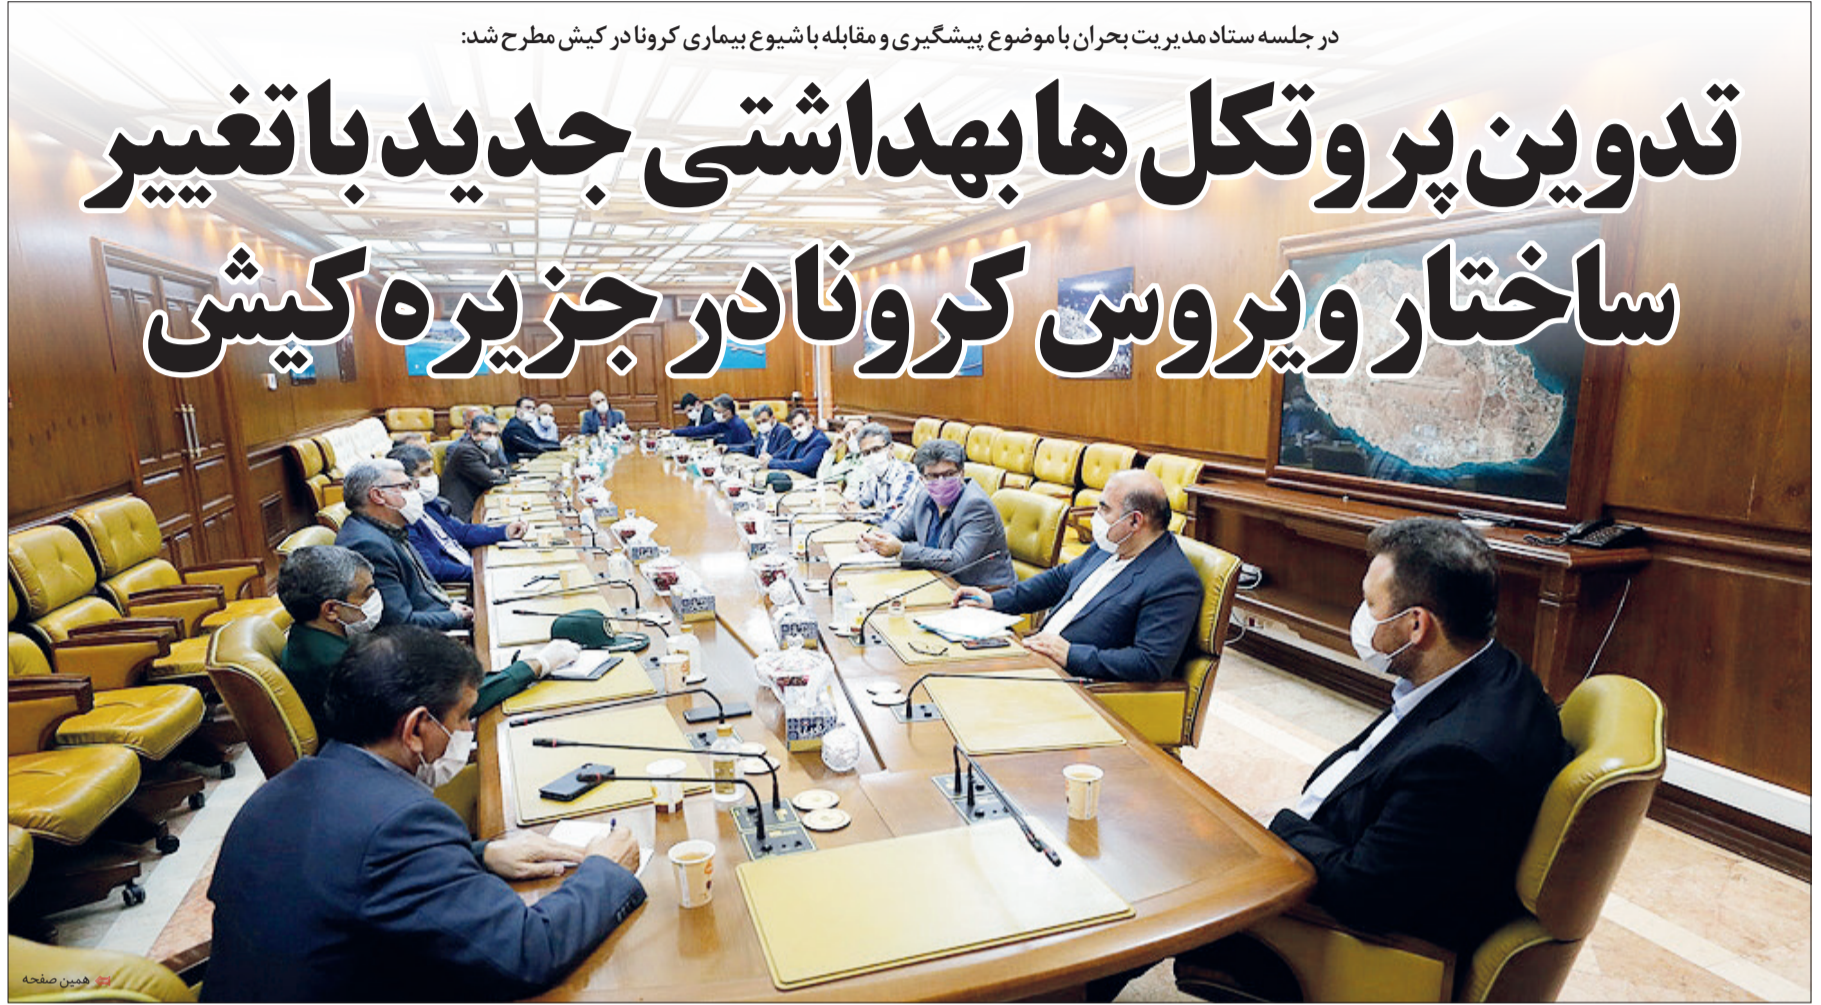 در جلسه ستاد مدیریت بحران با موضوع پیشگیری و مقابله با شیوع بیماری کرونا در کیش مطرح شد:
تدوین پروتکل ها بهداشتی جدید با تغییر
ساختار ویروس کرونا در جزیره کیش
همین صفحه